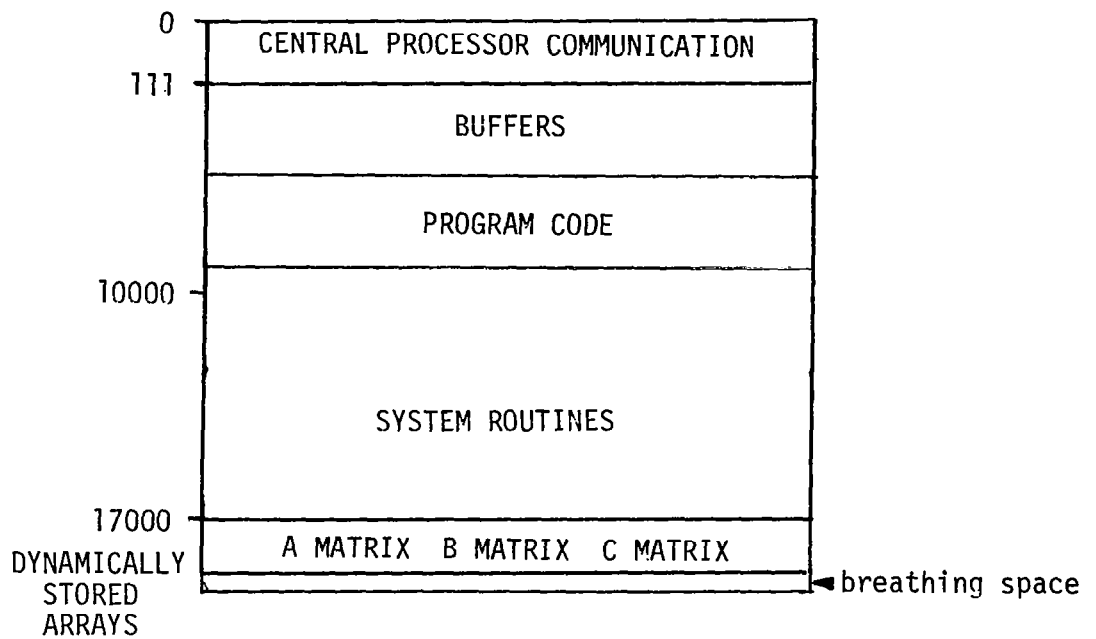 0
CENTRAL PROCESSOR COMMUNICATION
111
BUFFERS
PROGRAM CODE
10000
SYSTEM ROUTINES
17000
A MATRIX B MATRIX C MATRIX
DYNAMICALLY
STORED
ARRAYS
breathing space